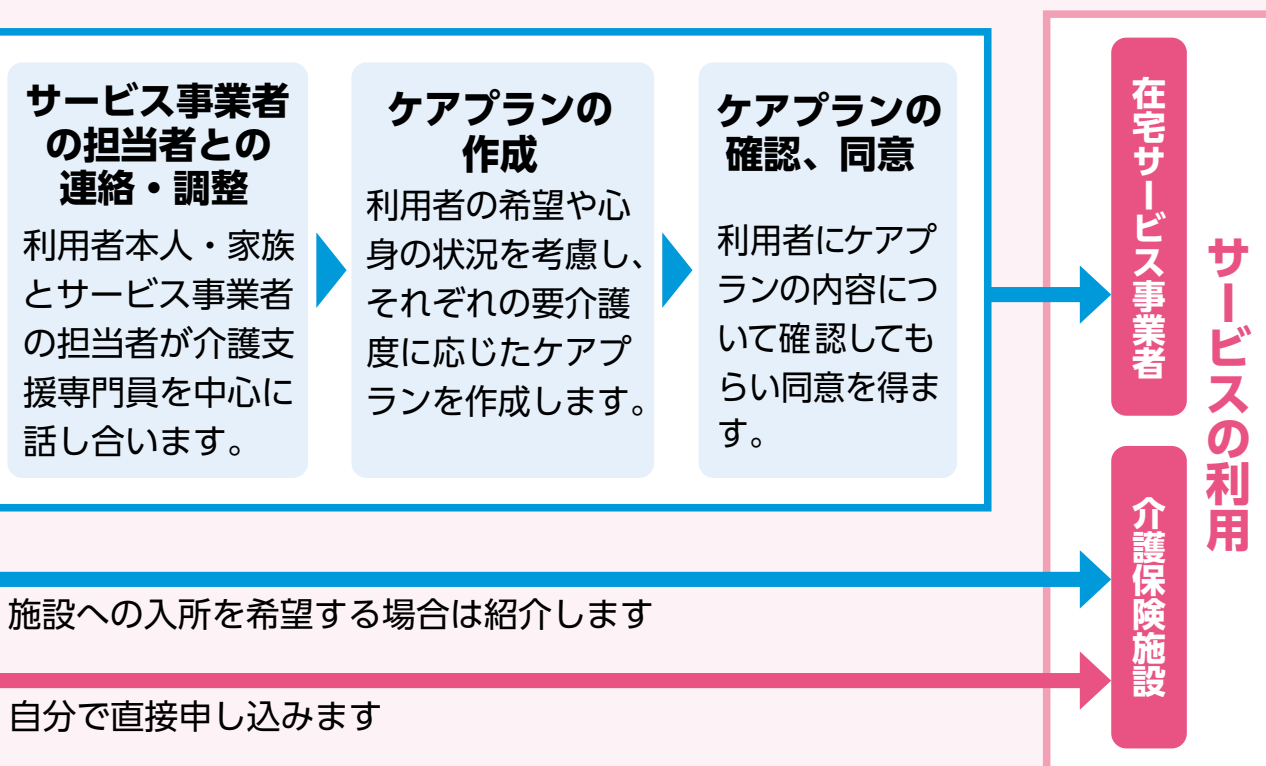 サービス事業者
の担当者との
連絡・調整
利用者本人・家族
とサービス事業者
の担当者が介護支
援専門員を中心に
話し合います。
ケアプランの
作成
利用者の希望や心
身の状況を考慮し、
それぞれの要介護
度に応じたケアプ
ランを作成します。
ケアプランの
確認、同意
利用者にケアプ
ランの内容につ
いて確認しても
らい同意を得ま
す。
在宅サービス事業者
介護保険施設
サービスの利用
施設への入所を希望する場合は紹介します
自分で直接申し込みます